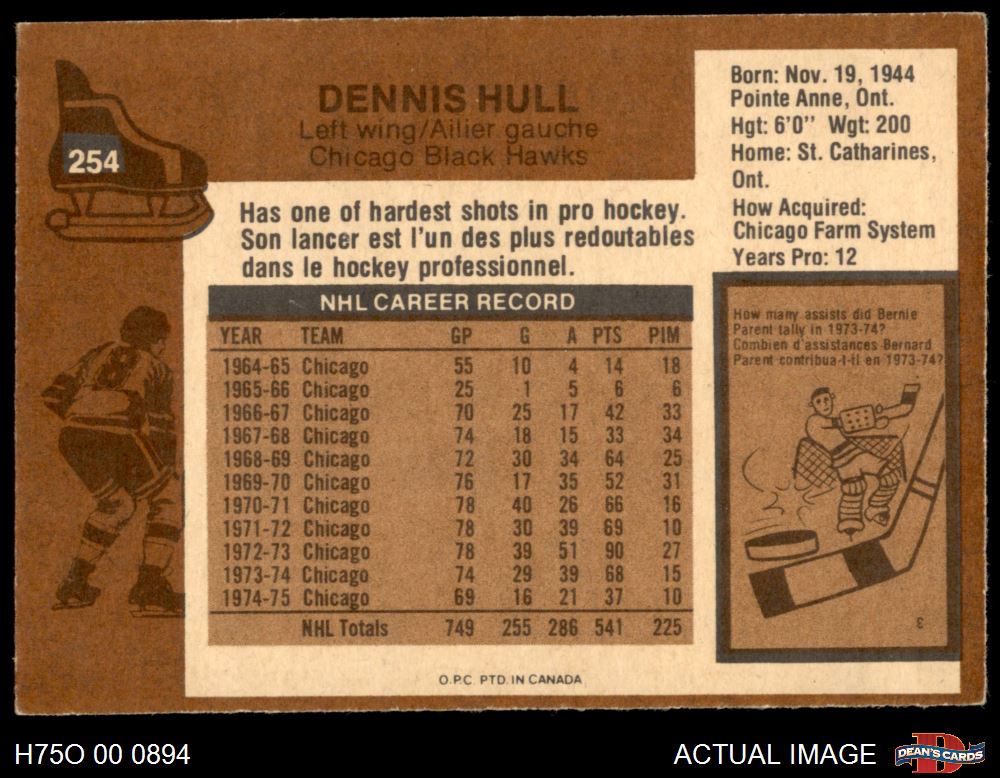 254
DENNIS HULL
Left wing/Ailier gauche
Chicago Black Hawks
Born: Nov. 19, 1944
Pointe Anne, Ont.
Hgt: 6'0'' Wgt: 200
Home: St. Catharines,
Ont.
How Acquired:
Chicago Farm System
Years Pro: 12
Has one of hardest shots in pro hockey.
Son lancer est l'un des plus redoutables
dans le hockey professionnel.
NHL CAREER RECORD
YEAR TEAM GP G A PTS PIM
1964-65 Chicago 55 10 4 14 18
1965-66 Chicago 25 1 5 6 6
1966-67 Chicago 70 25 17 42 33
1967-68 Chicago 74 18 15 33 34
1968-69 Chicago 72 30 34 64 25
1969-70 Chicago 76 17 35 52 31
1970-71 Chicago 78 40 26 66 16
1971-72 Chicago 78 30 39 69 10
1972-73 Chicago 78 39 51 90 27
1973-74 Chicago 74 29 39 68 15
1974-75 Chicago 69 16 21 37 10
NHL Totals 749 255 286 541 225
How many assists did Bernie
Parent tally in 1973-74?
Combien d'assistances Bernard
Parent contribua-t-il en 1973-74?
3
O.P.C. PTD. IN CANADA
H75O 00 0894
ACTUAL IMAGE
DEAN'S CARDS